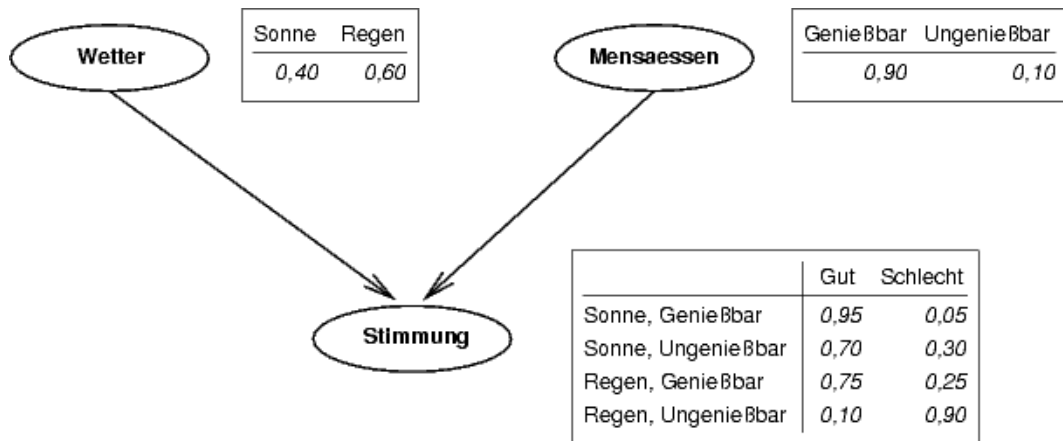 Wetter
Sonne Regen
0,40 0,60
Mensaessen
Genießbar Ungenießbar
0,90 0,10
Stimmung
Gut Schlecht
Sonne, Genießbar 0,95 0,05
Sonne, Ungenießbar 0,70 0,30
Regen, Genießbar 0,75 0,25
Regen, Ungenießbar 0,10 0,90